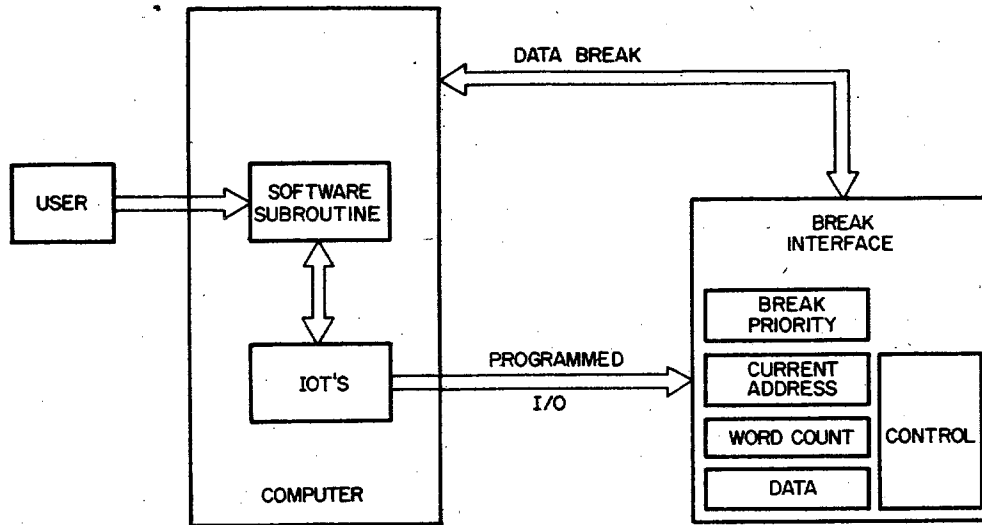 DATA BREAK
USER
SOFTWARE
SUBROUTINE
IOT'S
COMPUTER
PROGRAMMED
I/O
BREAK
INTERFACE
BREAK
PRIORITY
CURRENT
ADDRESS
WORD COUNT
DATA
CONTROL